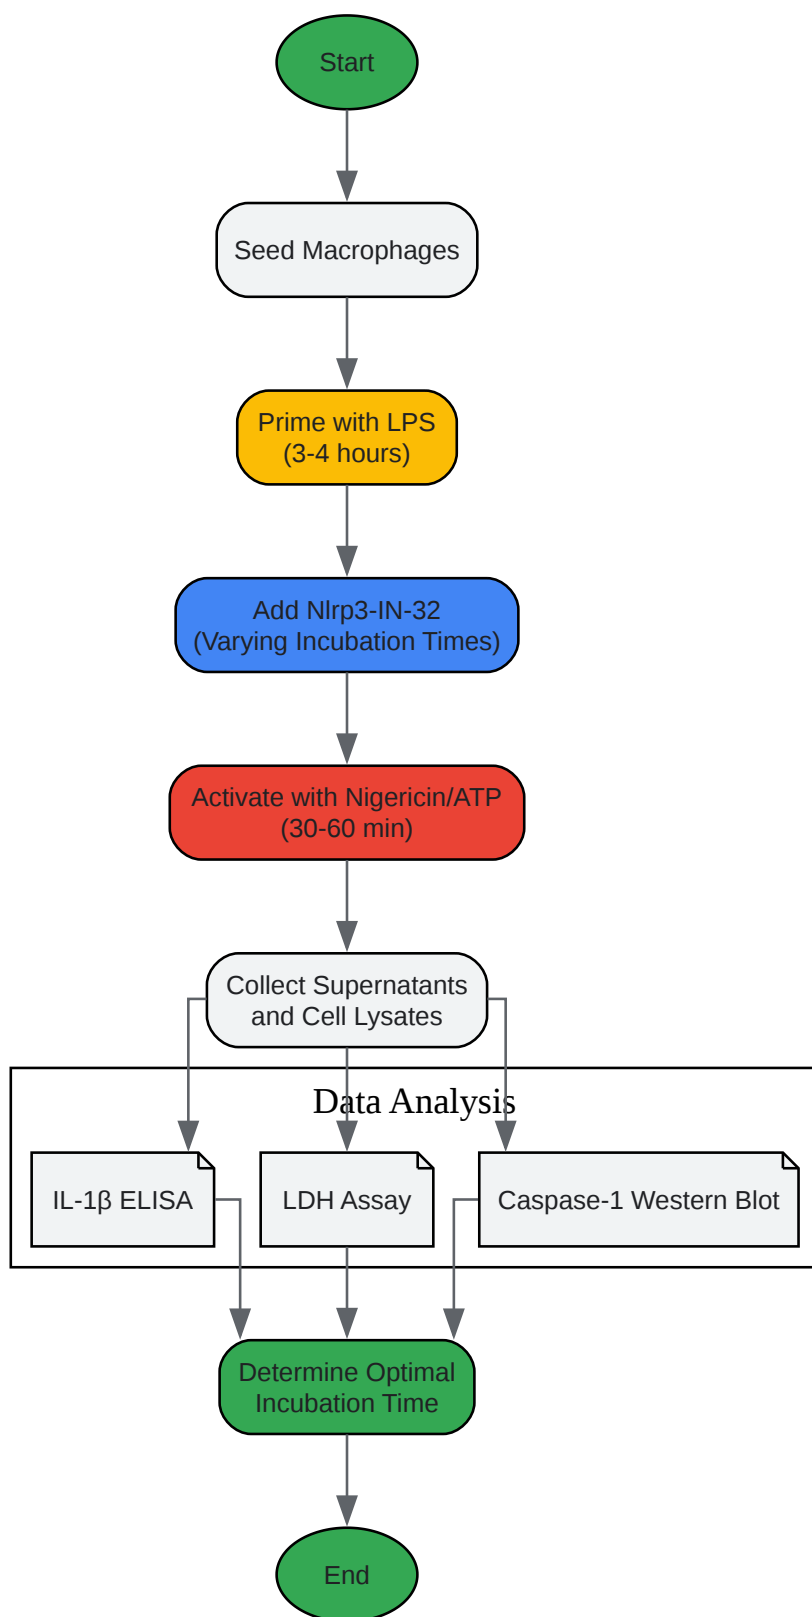 Start
Seed Macrophages
Prime with LPS
(3-4 hours)
Add Nlrp3-IN-32
(Varying Incubation Times)
Activate with Nigericin/ATP
(30-60 min)
Collect Supernatants
and Cell Lysates
Data Analysis
IL-1β ELISA
LDH Assay
Caspase-1 Western Blot
Determine Optimal
Incubation Time
End